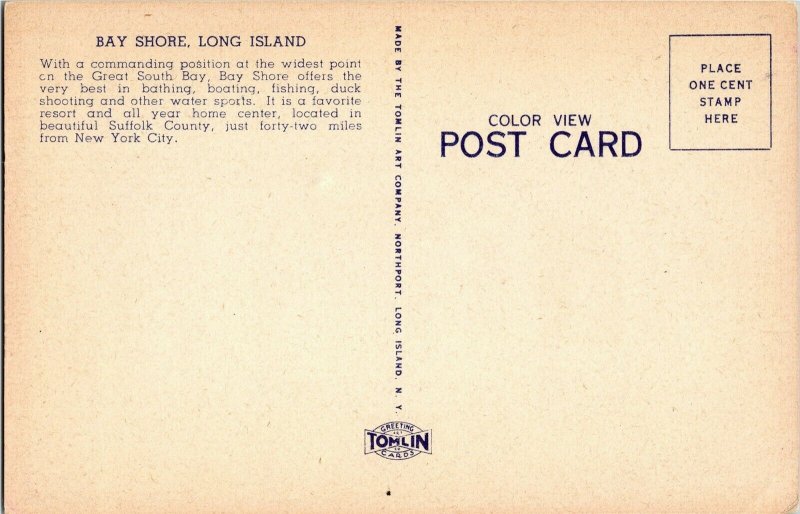 BAY SHORE, LONG ISLAND
With a commanding position at the widest point
on the Great South Bay, Bay Shore offers the
very best in bathing, boating, fishing, duck
shooting and other water sports. It is a favorite
resort and all year home center, located in
beautiful Suffolk County, just forty-two miles
from New York City.
MADE BY THE TOMLIN ART COMPANY, NORTHPORT, LONG ISLAND, N. Y.
GREETING
ART
TOMLIN
CARDS
COLOR VIEW
POST CARD
PLACE
ONE CENT
STAMP
HERE